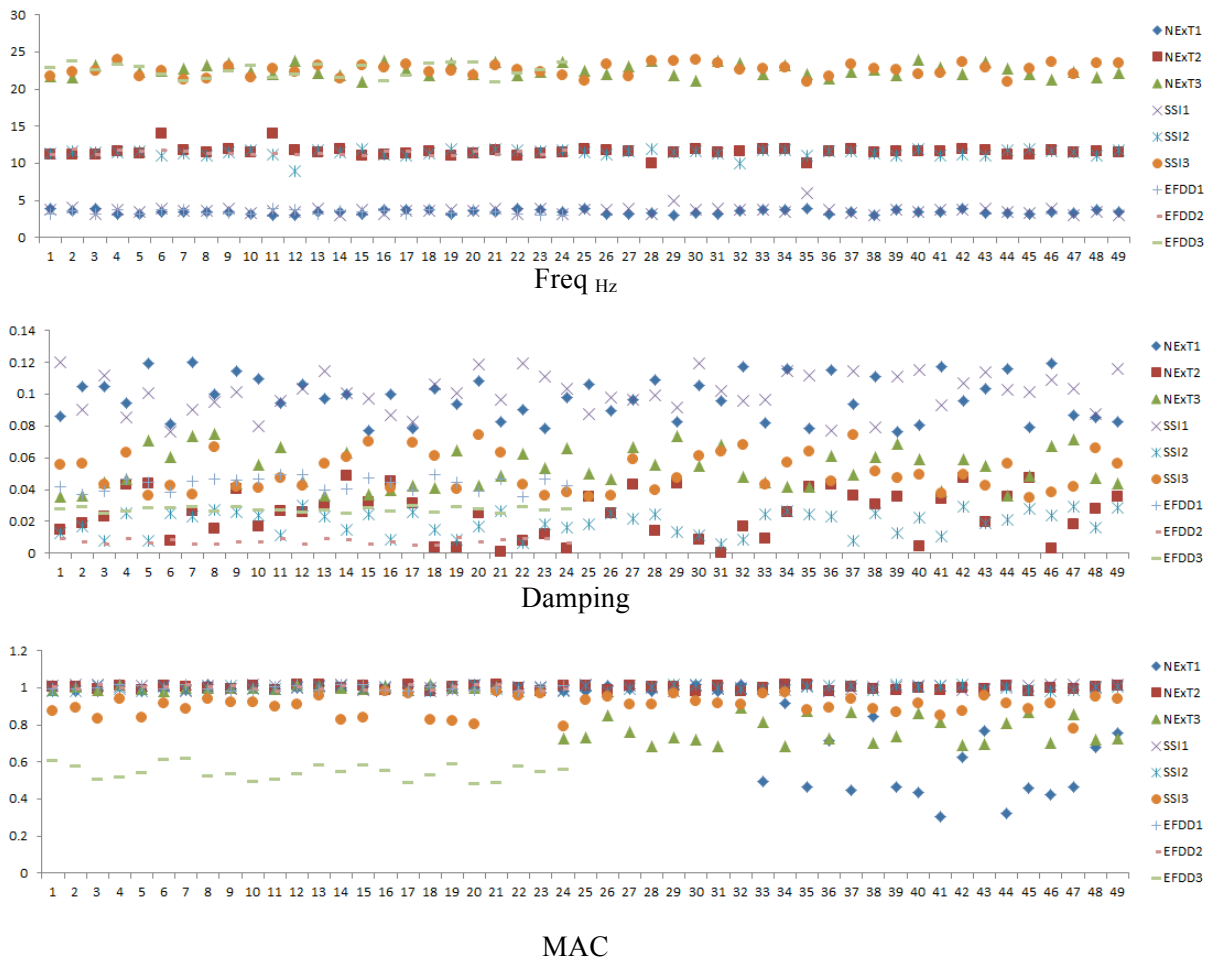 30
25
20
15
10
5
0
1 2 3 4 5 6 7 8 9 10 11 12 13 14 15 16 17 18 19 20 21 22 23 24 25 26 27 28 29 30 31 32 33 34 35 36 37 38 39 40 41 42 43 44 45 46 47 48 49
NExT1
NExT2
NExT3
SSI1
SSI2
SSI3
EFDD1
EFDD2
EFDD3
Freq Hz
0.14
0.12
0.1
0.08
0.06
0.04
0.02
0
1 2 3 4 5 6 7 8 9 10 11 12 13 14 15 16 17 18 19 20 21 22 23 24 25 26 27 28 29 30 31 32 33 34 35 36 37 38 39 40 41 42 43 44 45 46 47 48 49
NExT1
NExT2
NExT3
SSI1
SSI2
SSI3
EFDD1
EFDD2
EFDD3
Damping
1.2
1
0.8
0.6
0.4
0.2
0
1 2 3 4 5 6 7 8 9 10 11 12 13 14 15 16 17 18 19 20 21 22 23 24 25 26 27 28 29 30 31 32 33 34 35 36 37 38 39 40 41 42 43 44 45 46 47 48 49
NExT1
NExT2
NExT3
SSI1
SSI2
SSI3
EFDD1
EFDD2
EFDD3
MAC